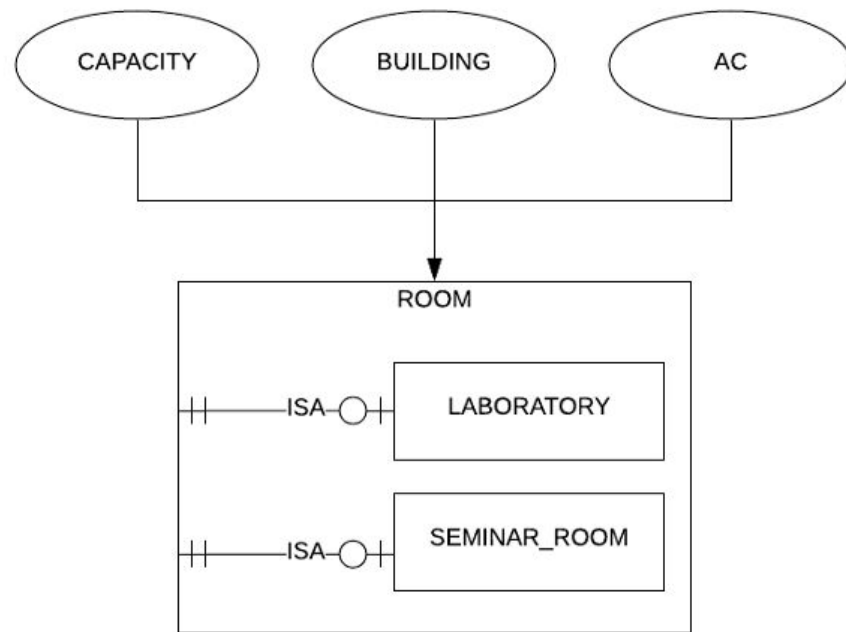 CAPACITY
BUILDING
AC
ROOM
ISA
LABORATORY
ISA
SEMINAR_ROOM